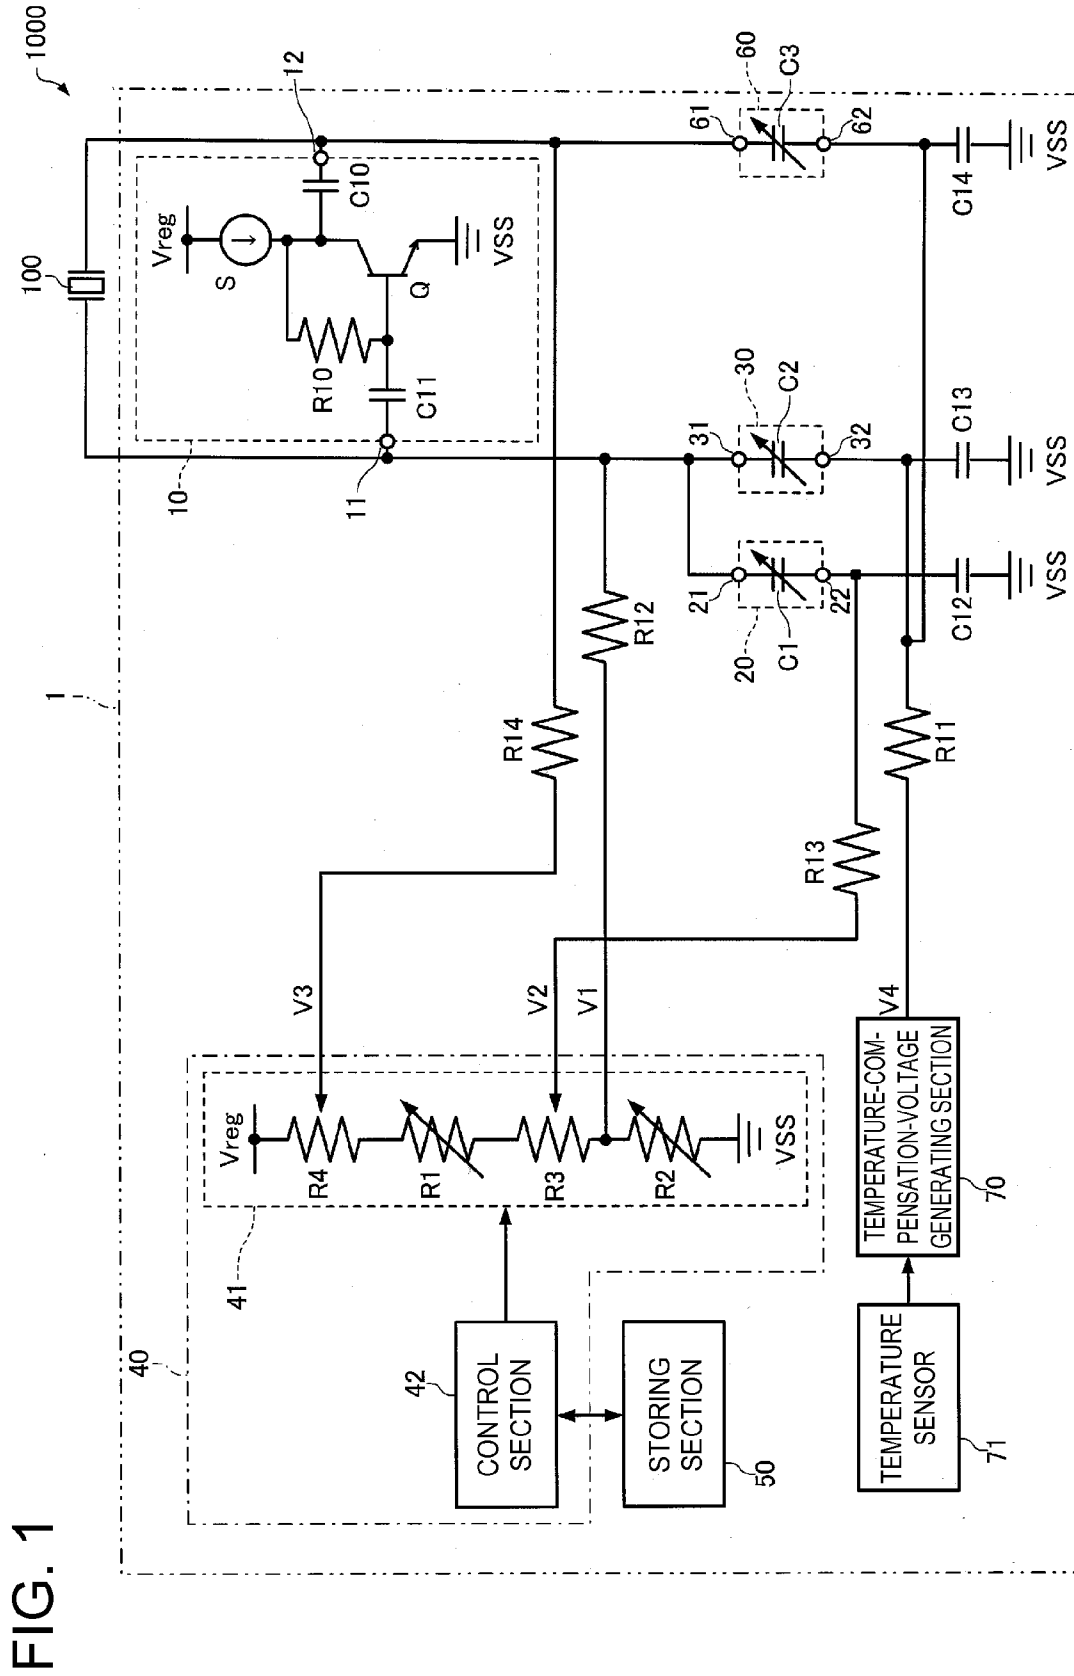 FIG. 1
1000
1
100
40
41
Vreg
R4
R1
R3
R2
VSS
V3
V2
V1
V4
42
CONTROL
SECTION
STORING
SECTION
50
TEMPERATURE
SENSOR
71
TEMPERATURE-COM-
PENSATION-VOLTAGE
GENERATING SECTION
70
R14
R12
R13
R11
10
11
12
Vreg
S
R10
C10
C11
Q
VSS
21
20
C1
22
C12
VSS
31
30
C2
32
C13
VSS
61
60
C3
62
C14
VSS